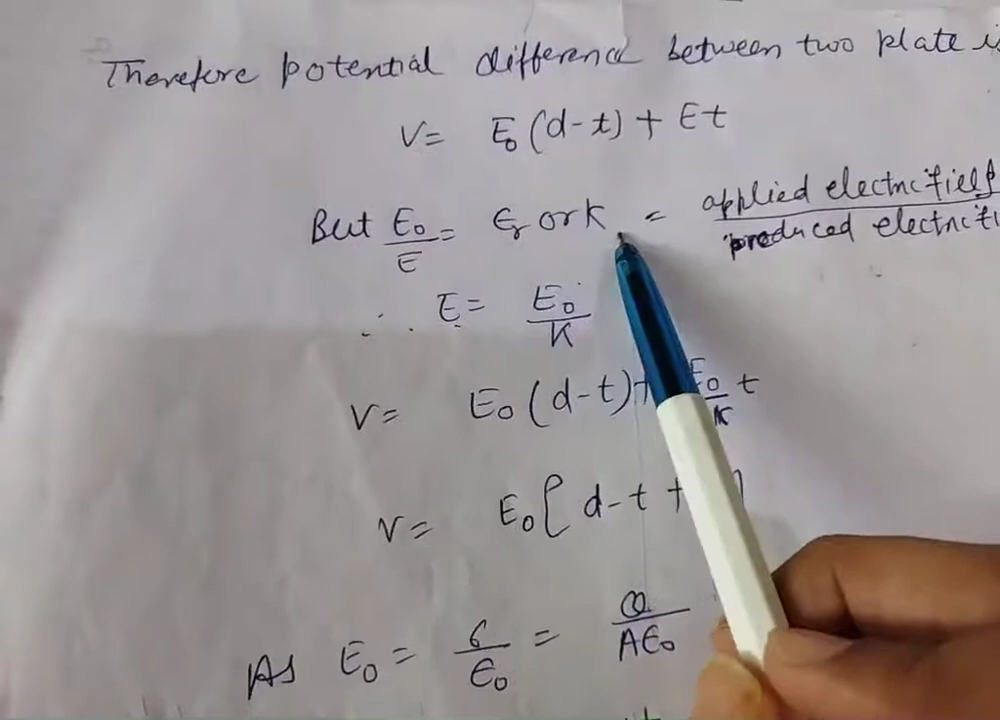 Therefore potential difference between two plate
V= E₀(d-t) + Et
But E₀/E = εᵣ or K = applied electric field / produced electric
∴ E = E₀/K
V= E₀(d-t)+ E₀/K t
V= E₀[d-t +
As E₀ = σ/ε₀ = Q/Aε₀